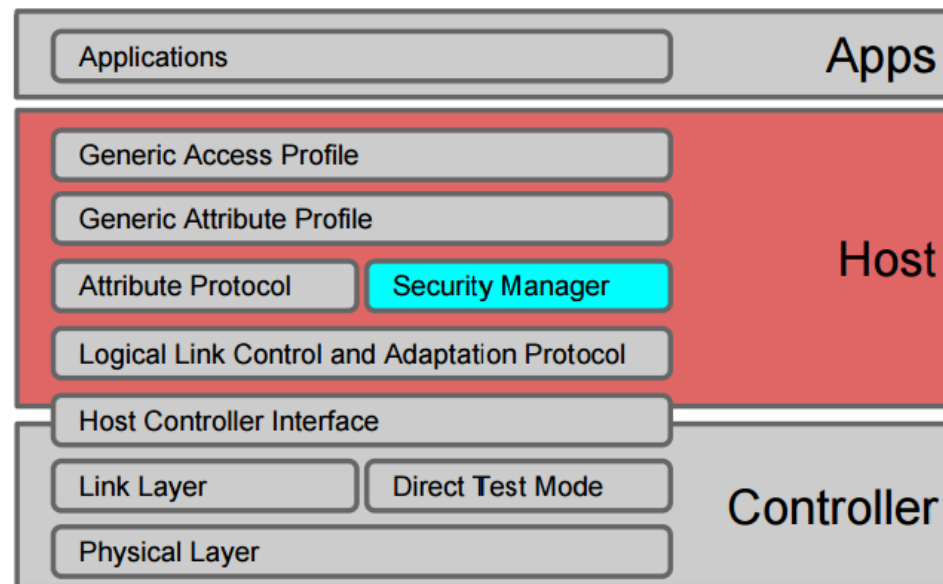 Applications
Apps
Generic Access Profile
Generic Attribute Profile
Host
Attribute Protocol
Security Manager
Logical Link Control and Adaptation Protocol
Host Controller Interface
Link Layer
Direct Test Mode
Controller
Physical Layer